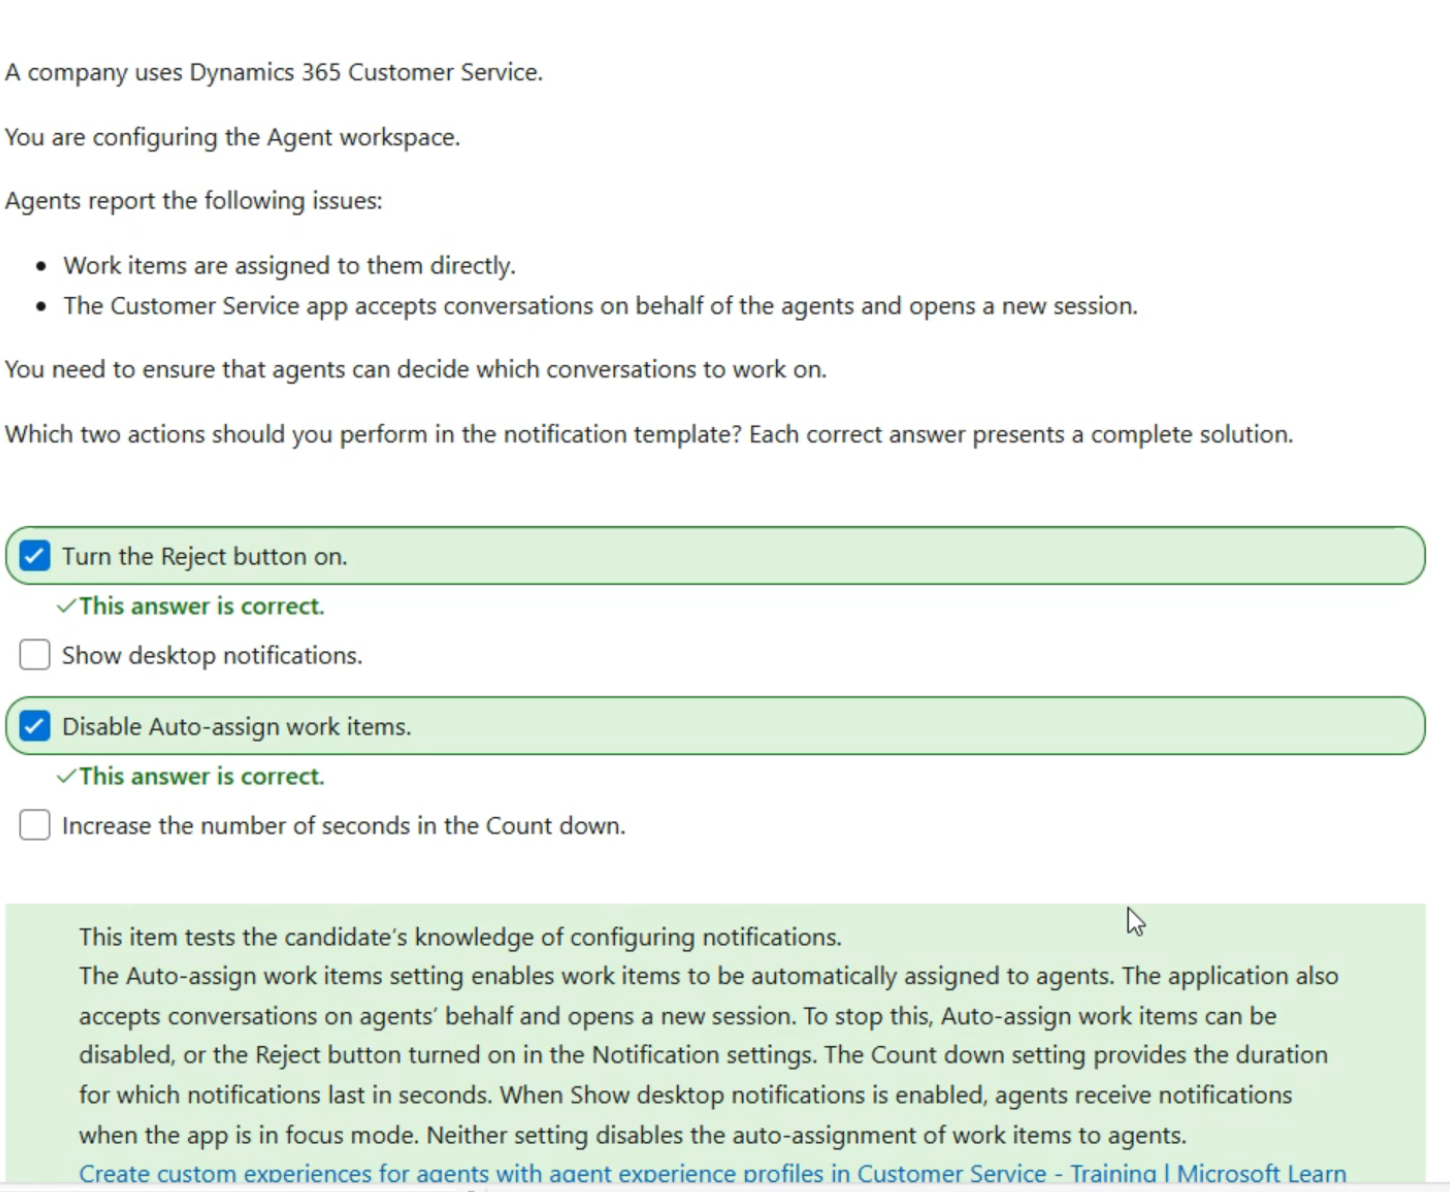 A company uses Dynamics 365 Customer Service.
You are configuring the Agent workspace.
Agents report the following issues:
• Work items are assigned to them directly.
• The Customer Service app accepts conversations on behalf of the agents and opens a new session.
You need to ensure that agents can decide which conversations to work on.
Which two actions should you perform in the notification template? Each correct answer presents a complete solution.
Turn the Reject button on.
✓This answer is correct.
Show desktop notifications.
Disable Auto-assign work items.
✓This answer is correct.
Increase the number of seconds in the Count down.
This item tests the candidate’s knowledge of configuring notifications.
The Auto-assign work items setting enables work items to be automatically assigned to agents. The application also
accepts conversations on agents’ behalf and opens a new session. To stop this, Auto-assign work items can be
disabled, or the Reject button turned on in the Notification settings. The Count down setting provides the duration
for which notifications last in seconds. When Show desktop notifications is enabled, agents receive notifications
when the app is in focus mode. Neither setting disables the auto-assignment of work items to agents.
Create custom experiences for agents with agent experience profiles in Customer Service - Training | Microsoft Learn